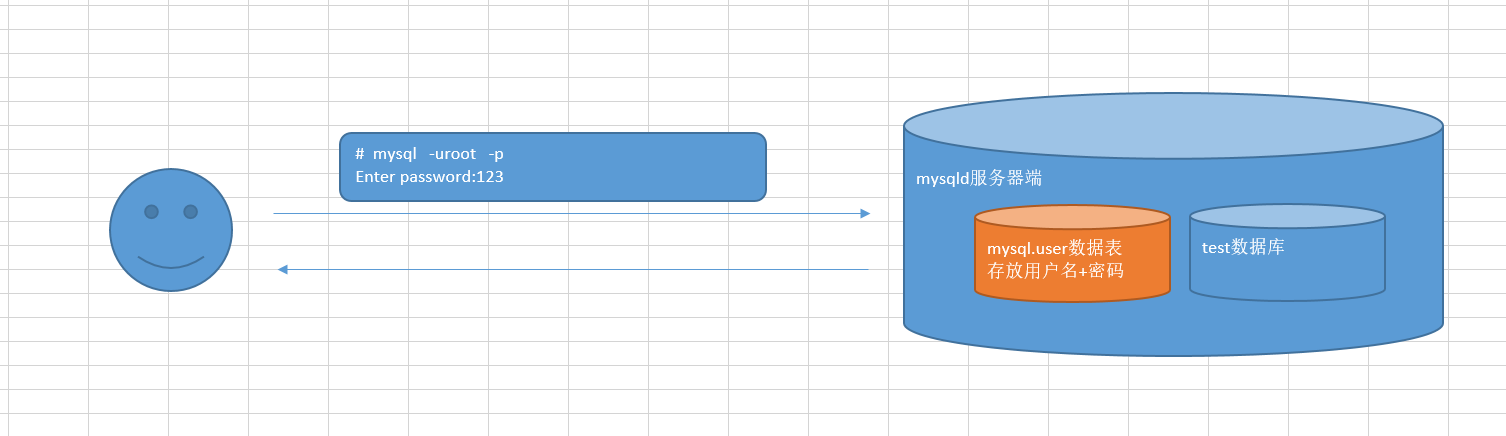 # mysql -uroot -p
Enter password:123
mysqld服务器端
mysql.user数据表
存放用户名+密码
test数据库